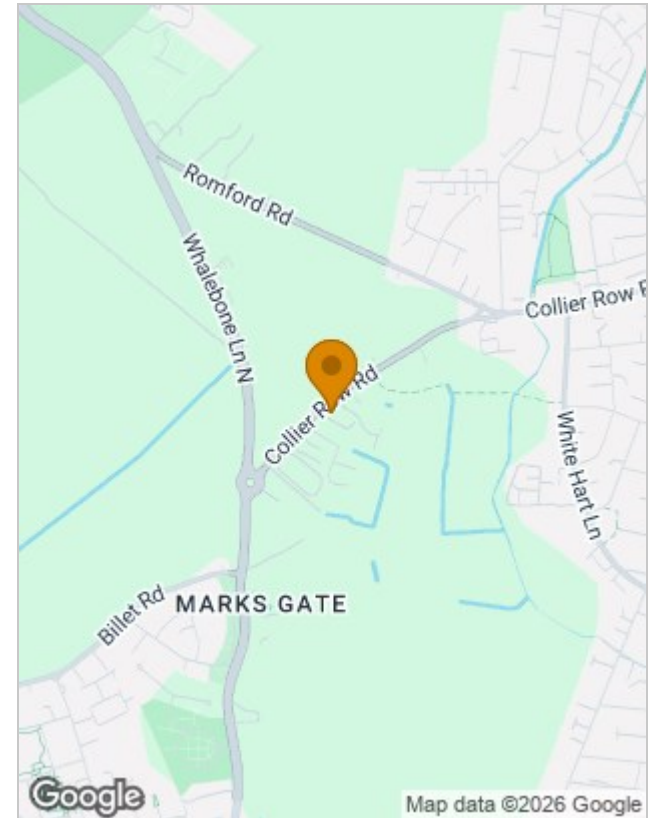 Romford Rd
Whalebone Ln N
Collier Row R
Collier Row Rd
White Hart Ln
Billet Rd
MARKS GATE
Google
Map data ©2026 Google